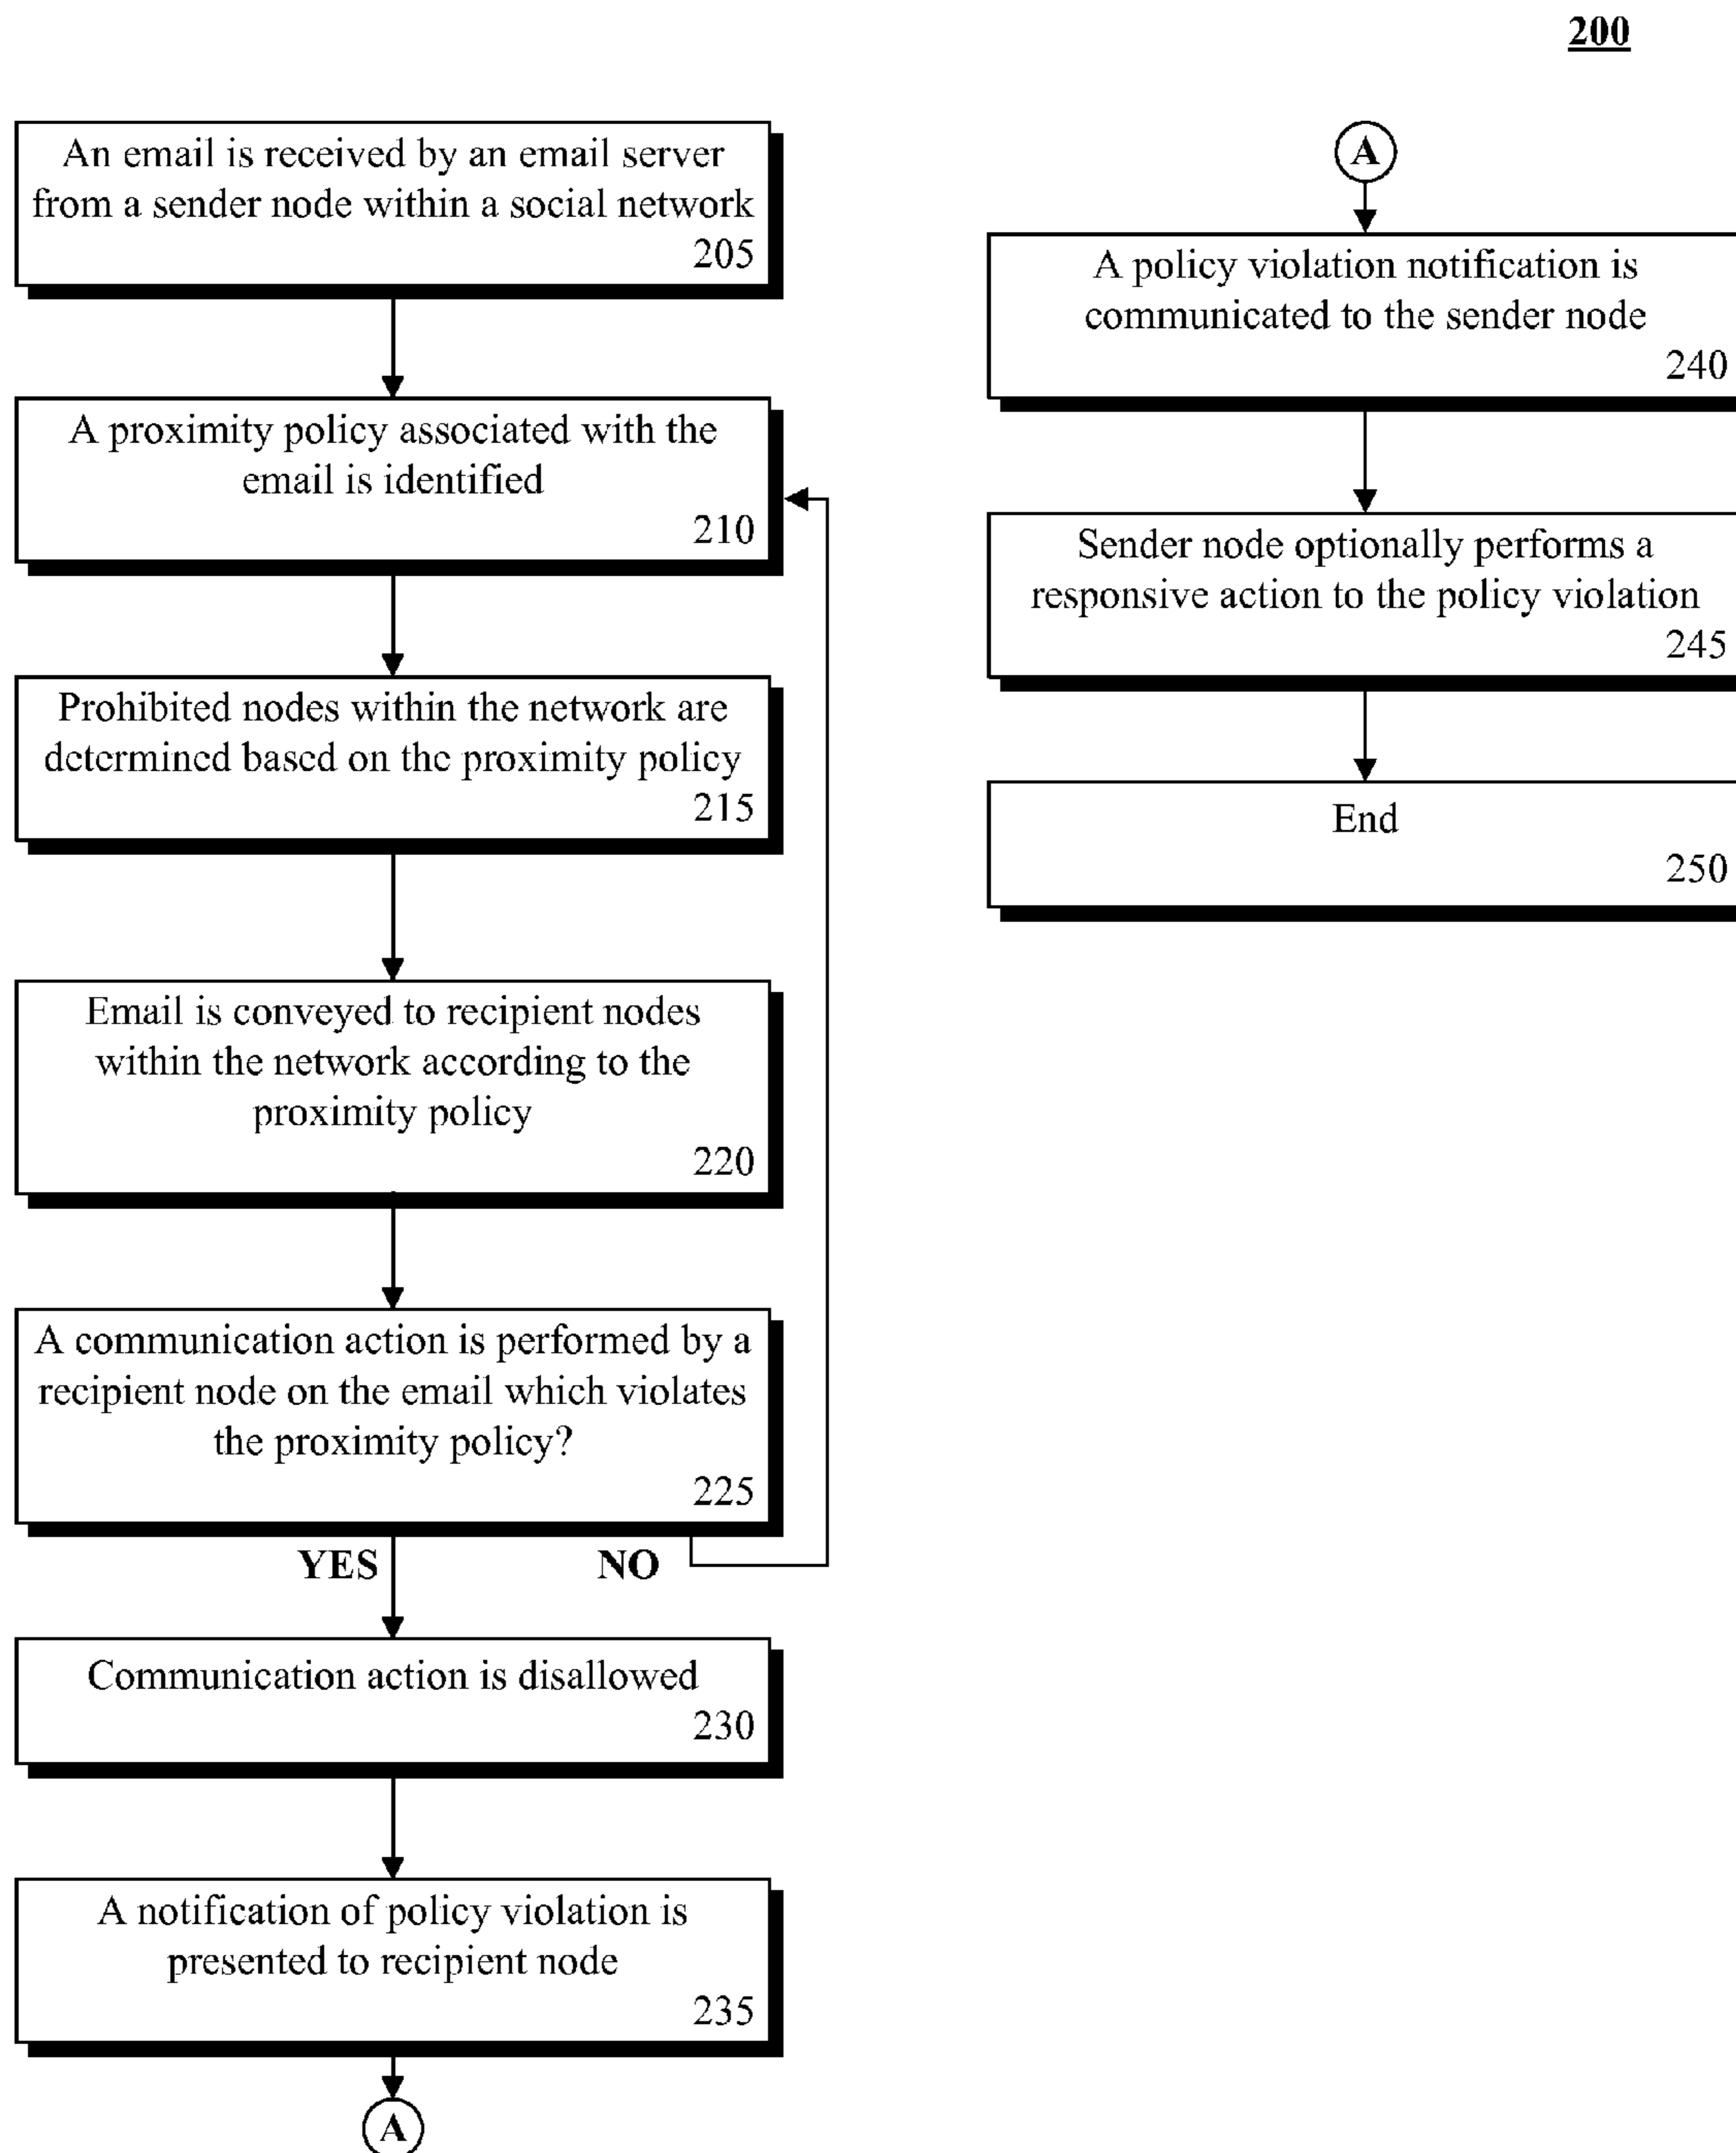 200
An email is received by an email server
from a sender node within a social network
205
A proximity policy associated with the
email is identified
210
Prohibited nodes within the network are
determined based on the proximity policy
215
Email is conveyed to recipient nodes
within the network according to the
proximity policy
220
A communication action is performed by a
recipient node on the email which violates
the proximity policy?
225
YES
NO
Communication action is disallowed
230
A notification of policy violation is
presented to recipient node
235
A
A
A policy violation notification is
communicated to the sender node
240
Sender node optionally performs a
responsive action to the policy violation
245
End
250